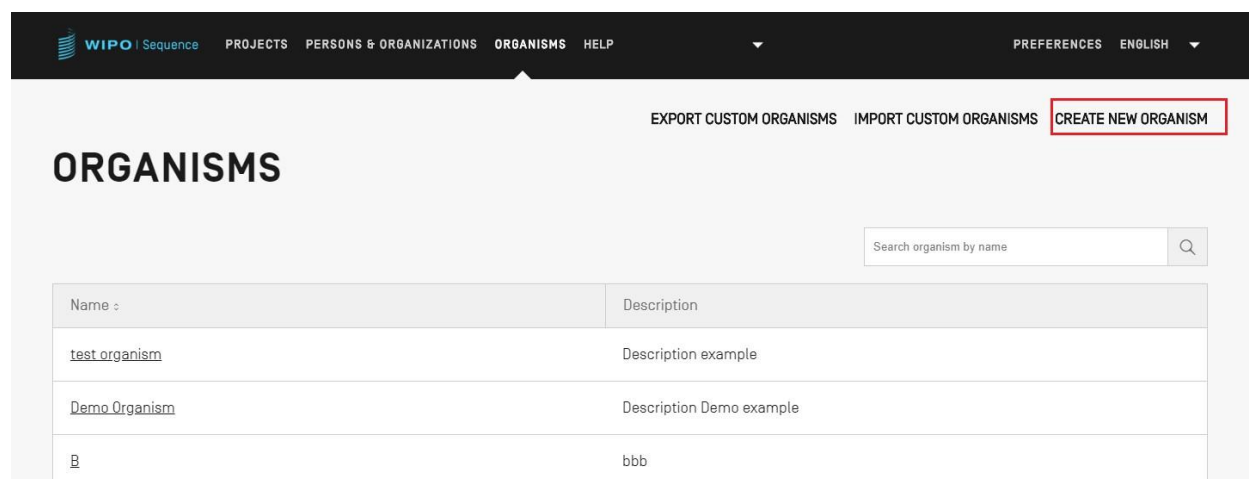 WIPO | Sequence PROJECTS PERSONS & ORGANIZATIONS ORGANISMS HELP PREFERENCES ENGLISH
EXPORT CUSTOM ORGANISMS IMPORT CUSTOM ORGANISMS CREATE NEW ORGANISM
ORGANISMS
Search organism by name
Name Description
test organism Description example
Demo Organism Description Demo example
B bbb